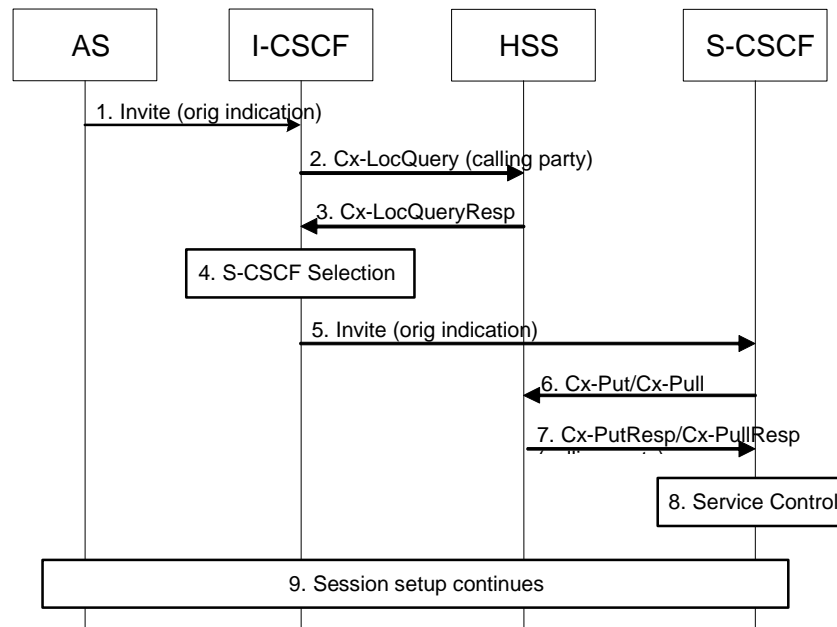 AS
I-CSCF
HSS
S-CSCF
1. Invite (orig indication)
2. Cx-LocQuery (calling party)
3. Cx-LocQueryResp
4. S-CSCF Selection
5. Invite (orig indication)
6. Cx-Put/Cx-Pull
7. Cx-PutResp/Cx-PullResp
8. Service Control
9. Session setup continues